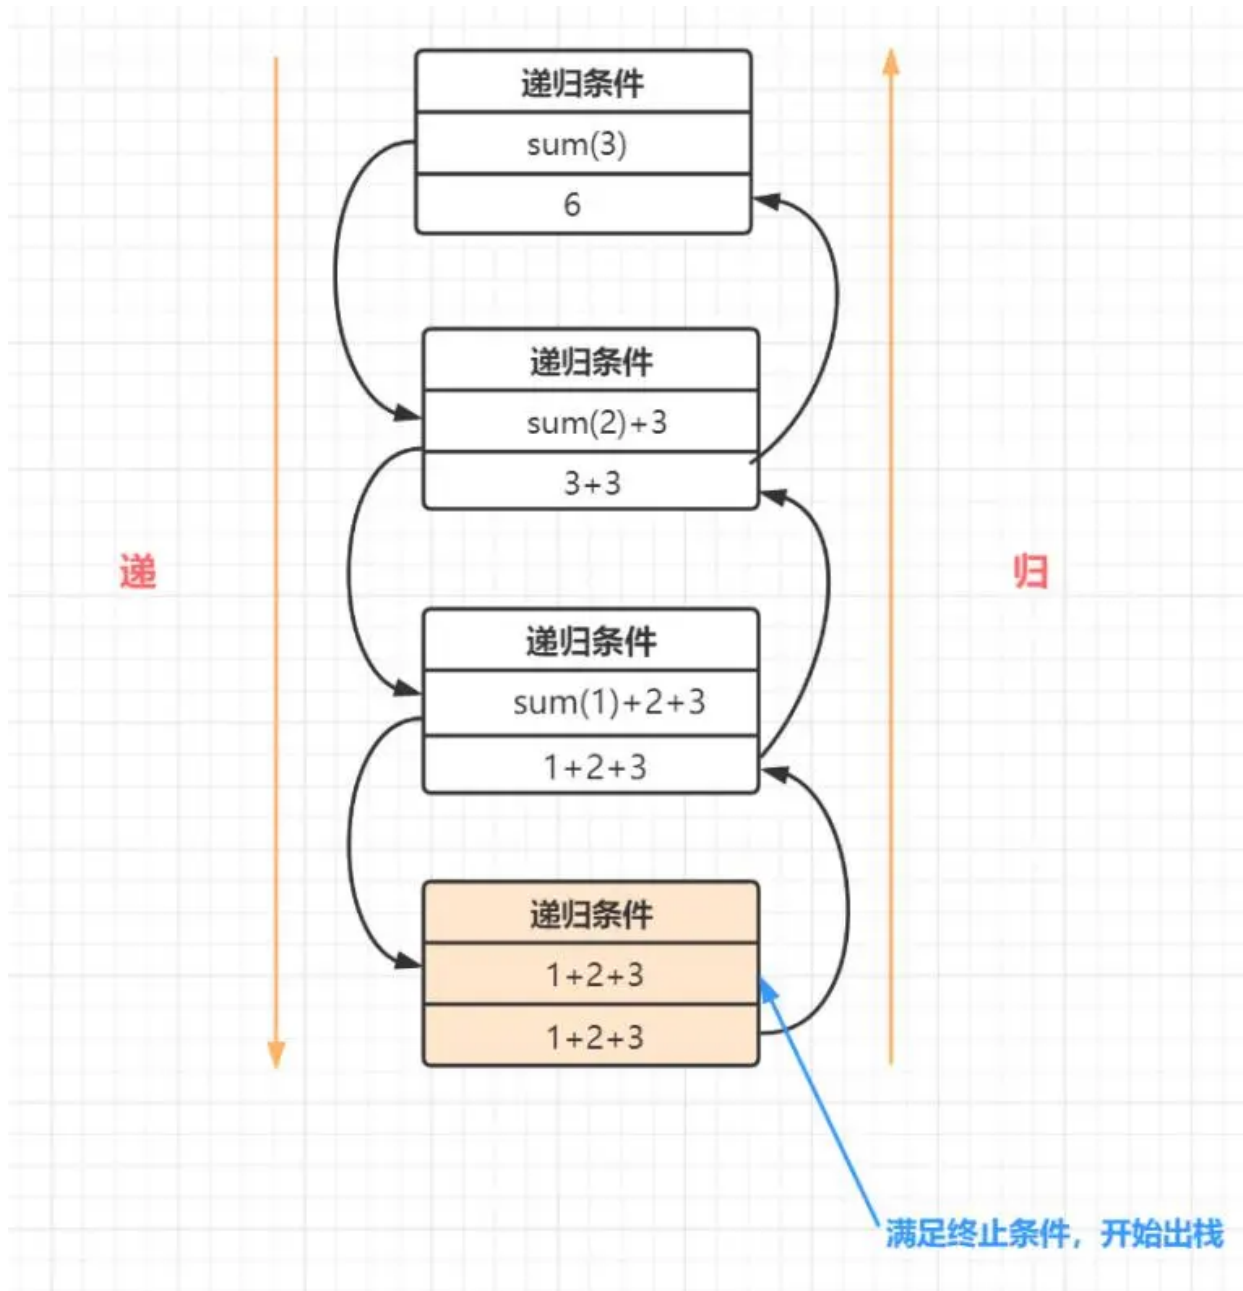 递归条件
sum(3)
6
递归条件
sum(2)+3
3+3
递
归
递归条件
sum(1)+2+3
1+2+3
递归条件
1+2+3
1+2+3
满足终止条件，开始出栈